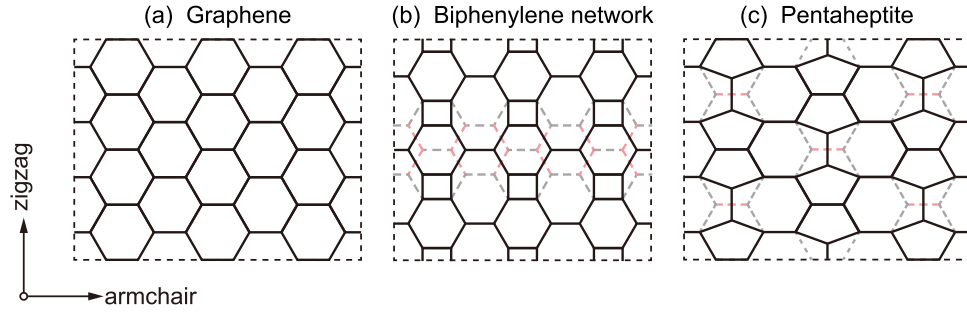 (a) Graphene
(b) Biphenylene network
(c) Pentaheptite
zigzag
armchair